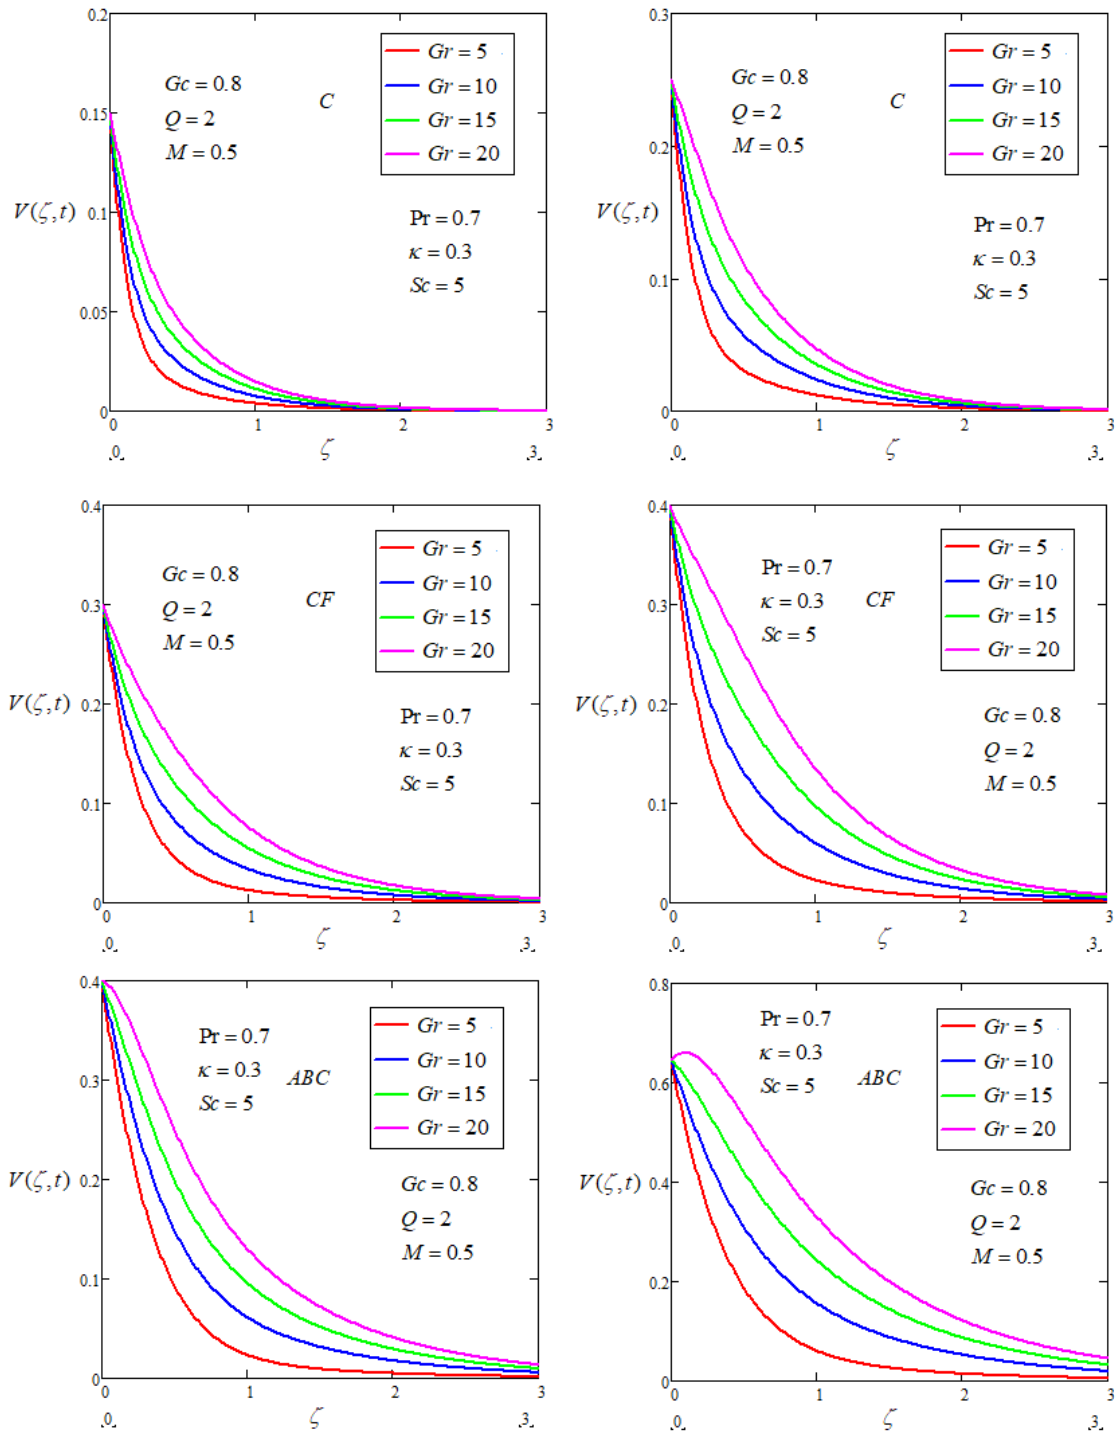 0.2
Gr = 5
Gc = 0.8
Gr = 10
C
Q = 2
Gr = 15
0.15
M = 0.5
Gr = 20
V(ζ,t)
0.1
Pr = 0.7
κ = 0.3
Sc = 5
0.05
0
0 1 2 3
0 ζ 3
0.3
Gr = 5
Gc = 0.8
Gr = 10
C
Q = 2
Gr = 15
0.2
M = 0.5
Gr = 20
V(ζ,t)
Pr = 0.7
κ = 0.3
0.1
Sc = 5
0
0 1 2 3
0 ζ 3
0.4
Gr = 5
Gc = 0.8
Gr = 10
CF
0.3
Q = 2
Gr = 15
M = 0.5
Gr = 20
V(ζ,t)
0.2
Pr = 0.7
κ = 0.3
Sc = 5
0.1
0
0 1 2 3
0 ζ 3
0.4
Gr = 5
Pr = 0.7
Gr = 10
κ = 0.3
CF
0.3
Gr = 15
Sc = 5
Gr = 20
V(ζ,t)
0.2
Gc = 0.8
Q = 2
M = 0.5
0.1
0
0 1 2 3
0 ζ 3
0.4
Gr = 5
Pr = 0.7
Gr = 10
κ = 0.3
ABC
0.3
Gr = 15
Sc = 5
Gr = 20
V(ζ,t)
0.2
Gc = 0.8
Q = 2
M = 0.5
0.1
0
0 1 2 3
0 ζ 3
0.8
Pr = 0.7
Gr = 5
κ = 0.3
Gr = 10
ABC
0.6
Sc = 5
Gr = 15
Gr = 20
V(ζ,t)
0.4
Gc = 0.8
Q = 2
M = 0.5
0.2
0
0 1 2 3
0 ζ 3